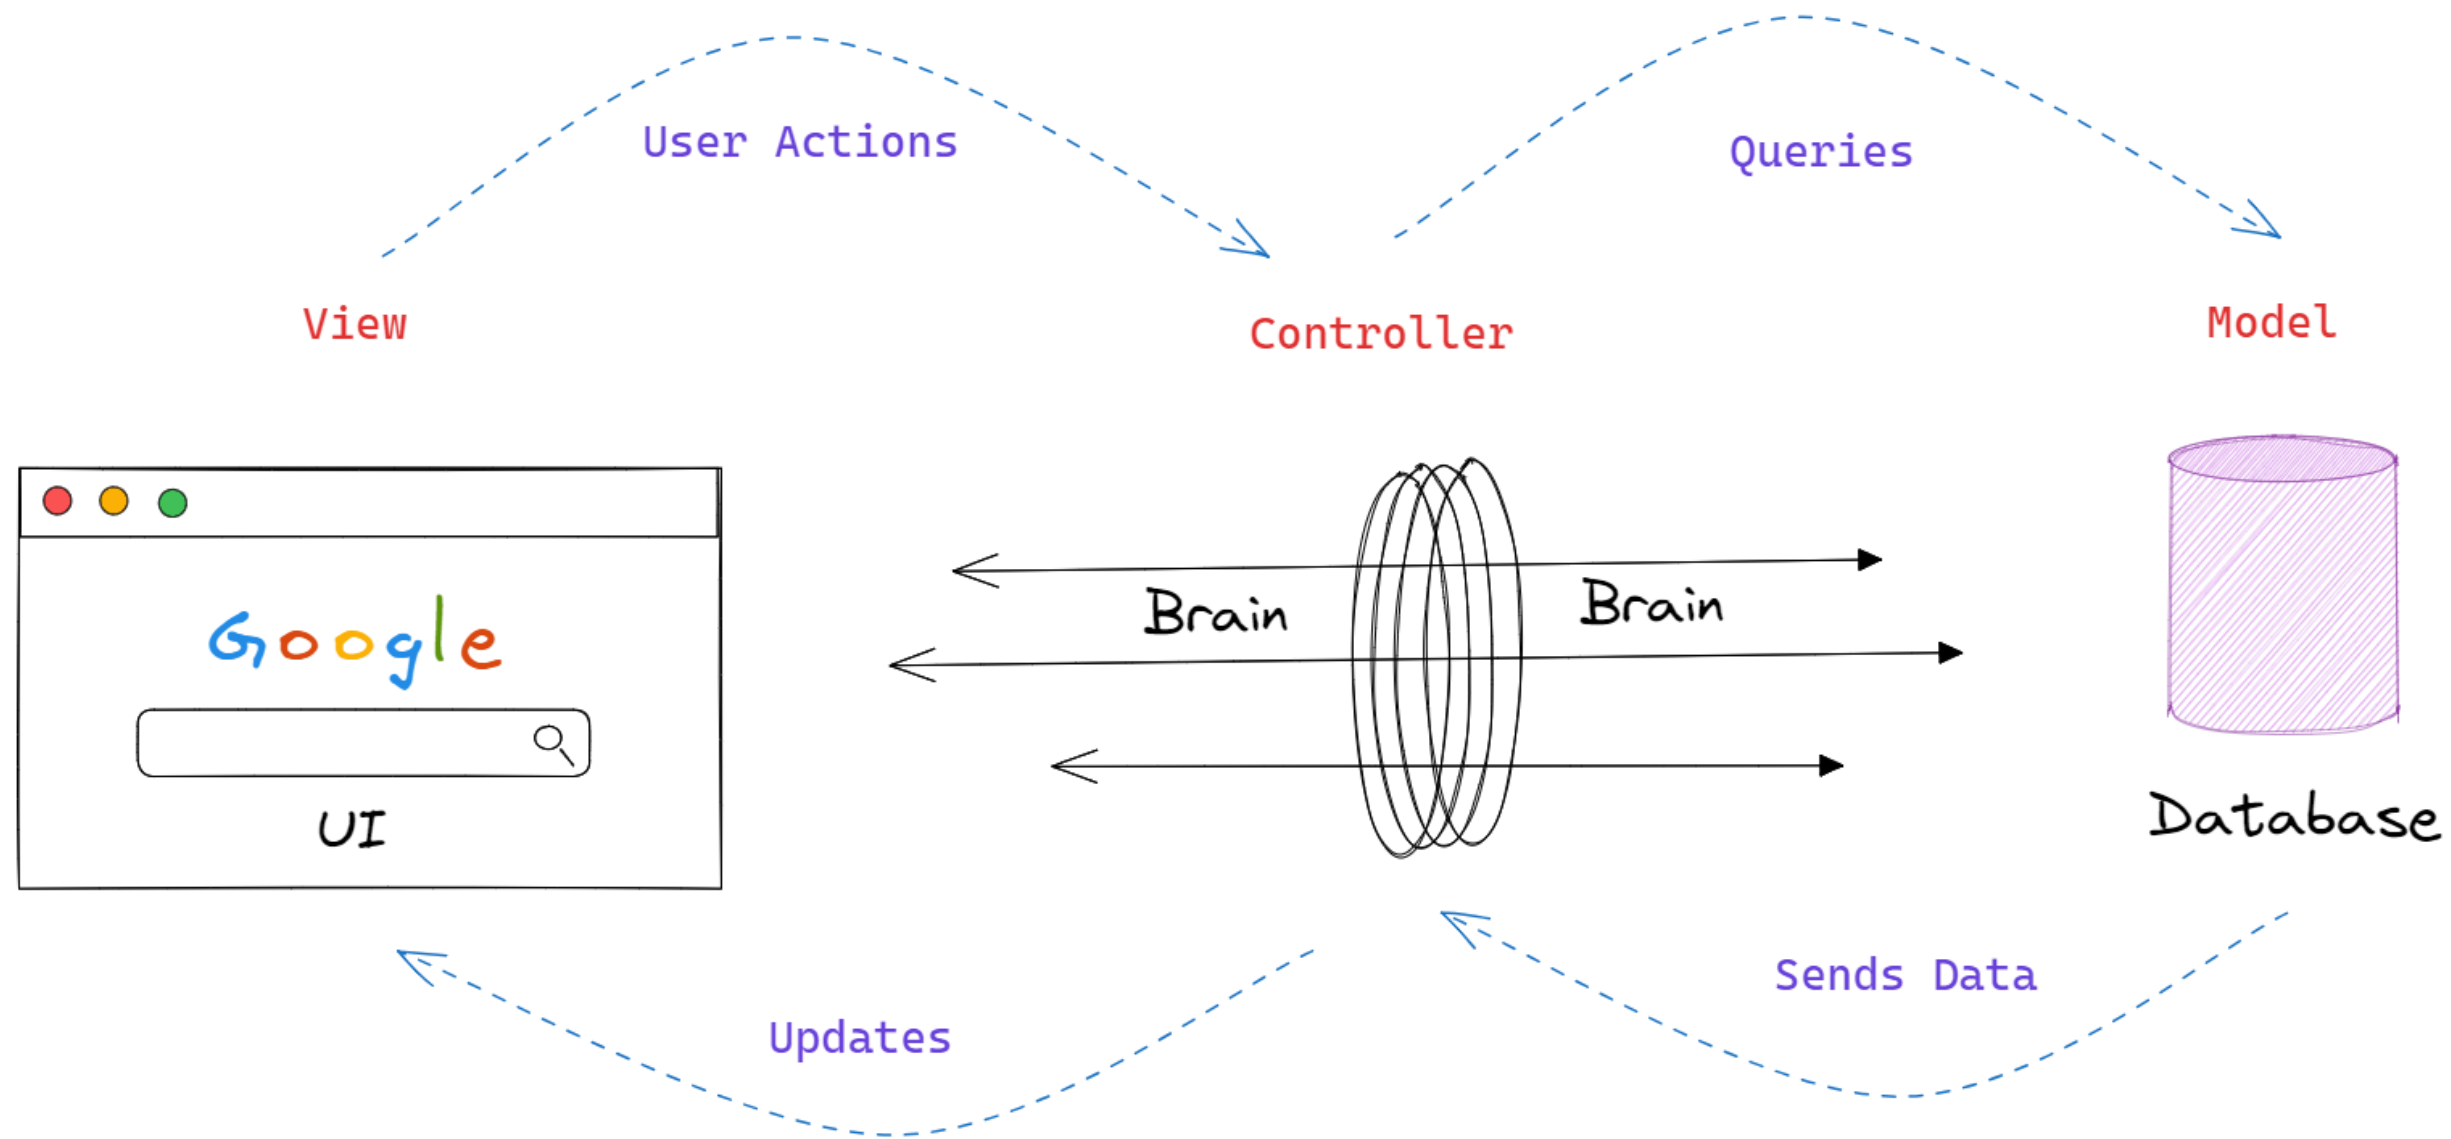 User Actions
Queries
View
Controller
Model
Google
Brain
Brain
UI
Database
Sends Data
Updates